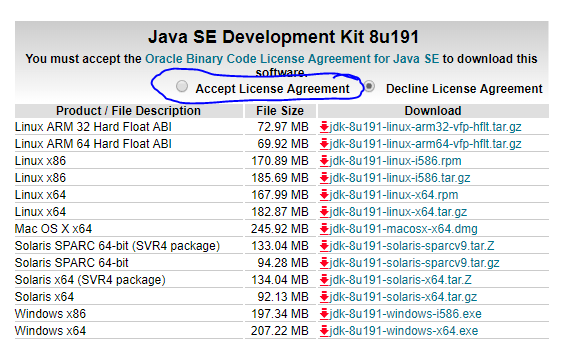 Java SE Development Kit 8u191
You must accept the Oracle Binary Code License Agreement for Java SE to download this
software.
Accept License Agreement Decline License Agreement
Product / File Description File Size Download
Linux ARM 32 Hard Float ABI 72.97 MB jdk-8u191-linux-arm32-vfp-hflt.tar.gz
Linux ARM 64 Hard Float ABI 69.92 MB jdk-8u191-linux-arm64-vfp-hflt.tar.gz
Linux x86 170.89 MB jdk-8u191-linux-i586.rpm
Linux x86 185.69 MB jdk-8u191-linux-i586.tar.gz
Linux x64 167.99 MB jdk-8u191-linux-x64.rpm
Linux x64 182.87 MB jdk-8u191-linux-x64.tar.gz
Mac OS X x64 245.92 MB jdk-8u191-macosx-x64.dmg
Solaris SPARC 64-bit (SVR4 package) 133.04 MB jdk-8u191-solaris-sparcv9.tar.Z
Solaris SPARC 64-bit 94.28 MB jdk-8u191-solaris-sparcv9.tar.gz
Solaris x64 (SVR4 package) 134.04 MB jdk-8u191-solaris-x64.tar.Z
Solaris x64 92.13 MB jdk-8u191-solaris-x64.tar.gz
Windows x86 197.34 MB jdk-8u191-windows-i586.exe
Windows x64 207.22 MB jdk-8u191-windows-x64.exe